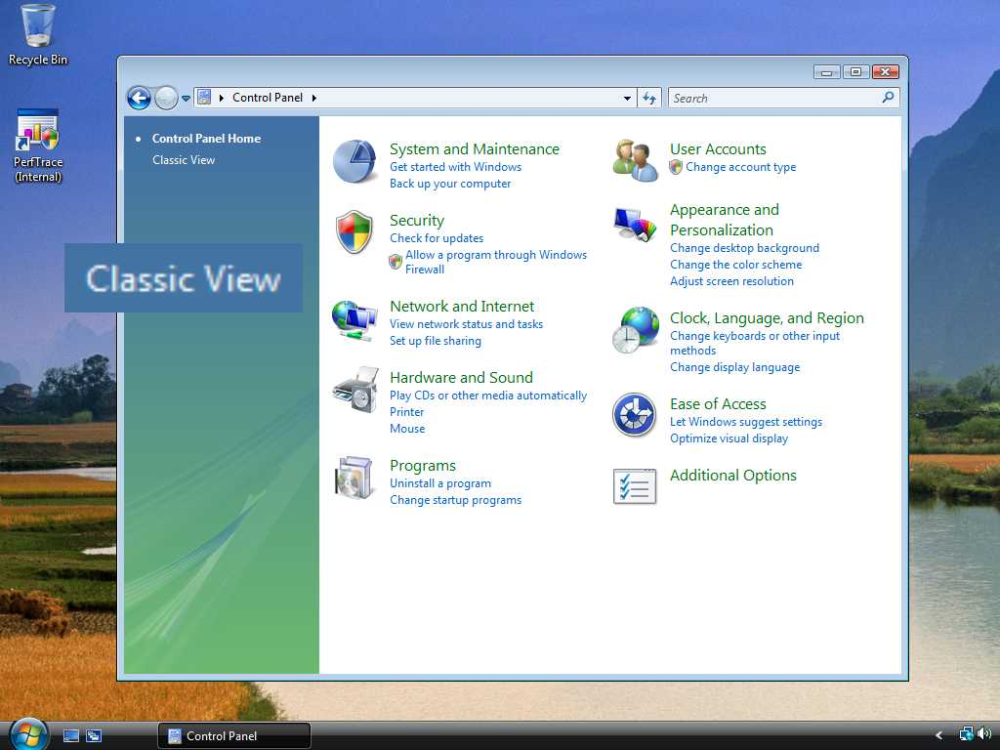 Recycle Bin
PerfTrace
(Internal)
Control Panel
Search
Control Panel Home
Classic View
Classic View
System and Maintenance
Get started with Windows
Back up your computer
Security
Check for updates
Allow a program through Windows
Firewall
Network and Internet
View network status and tasks
Set up file sharing
Hardware and Sound
Play CDs or other media automatically
Printer
Mouse
Programs
Uninstall a program
Change startup programs
User Accounts
Change account type
Appearance and
Personalization
Change desktop background
Change the color scheme
Adjust screen resolution
Clock, Language, and Region
Change keyboards or other input
methods
Change display language
Ease of Access
Let Windows suggest settings
Optimize visual display
Additional Options
Control Panel